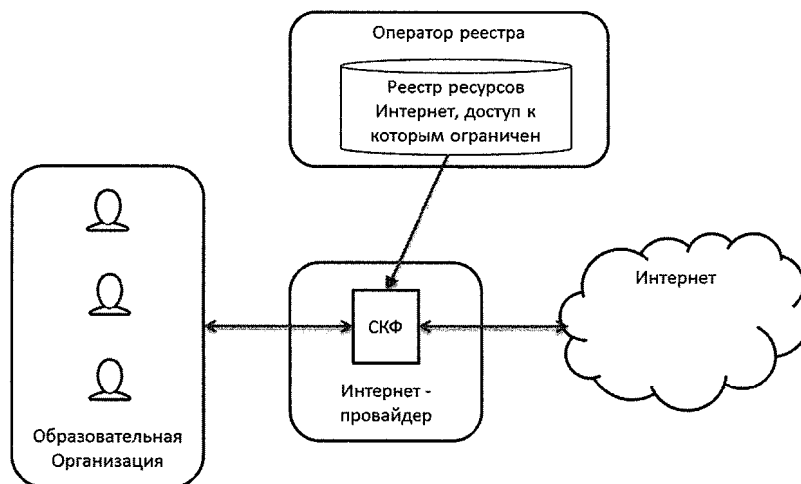 Оператор реестра
Реестр ресурсов
Интернет, доступ к
которым ограничен
Интернет
СКФ
Интернет -
провайдер
Образовательная
Организация